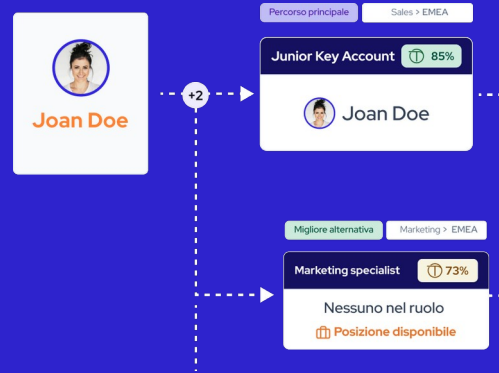 Percorso principale
Sales > EMEA
Junior Key Account
85%
Joan Doe
+2
Joan Doe
Migliore alternativa
Marketing > EMEA
Marketing specialist
73%
Nessuno nel ruolo
Posizione disponibile